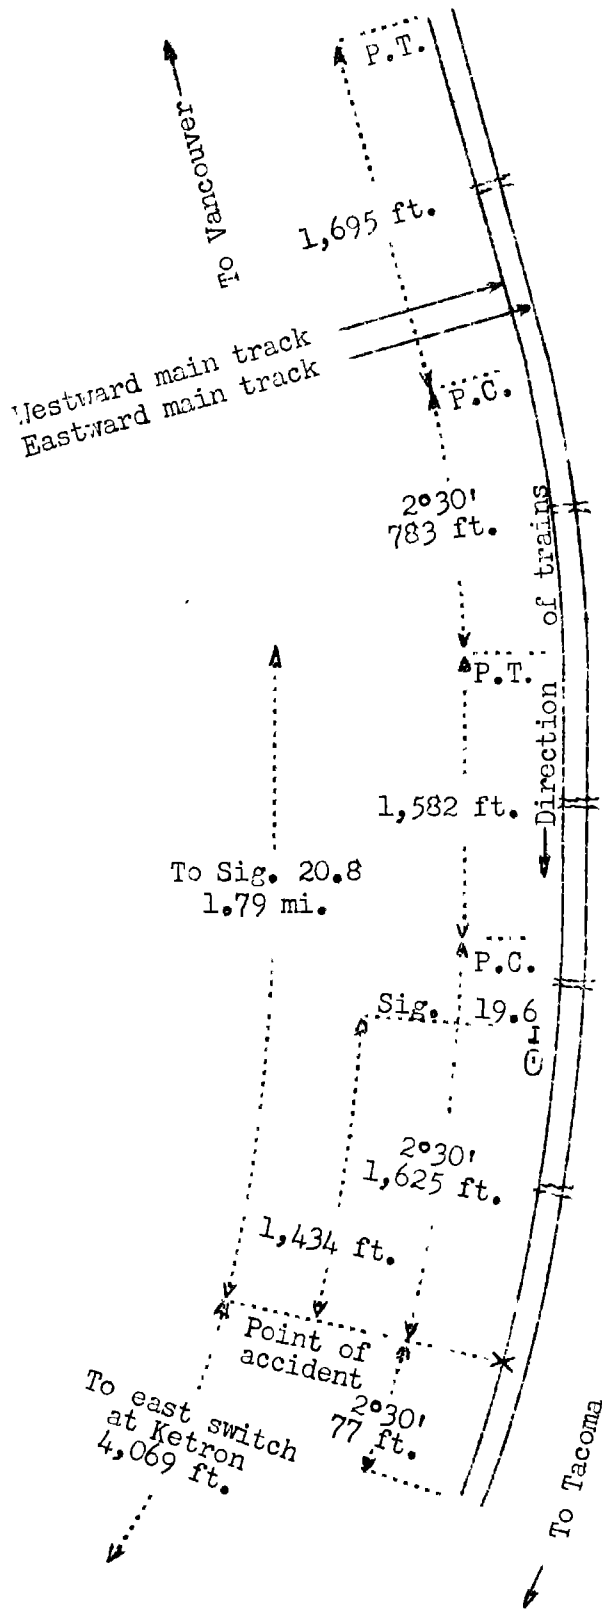 P.T.
To Vancouver
1,695 ft.
Westward main track
Eastward main track
P.C.
2°30'
783 ft.
Direction of trains
P.T.
1,582 ft.
To Sig. 20.8
1.79 mi.
P.C.
Sig. 19.6
2°30'
1,625 ft.
1,434 ft.
Point of
accident
To east switch
at Ketron
4,069 ft.
2°30'
77 ft.
To Tacoma